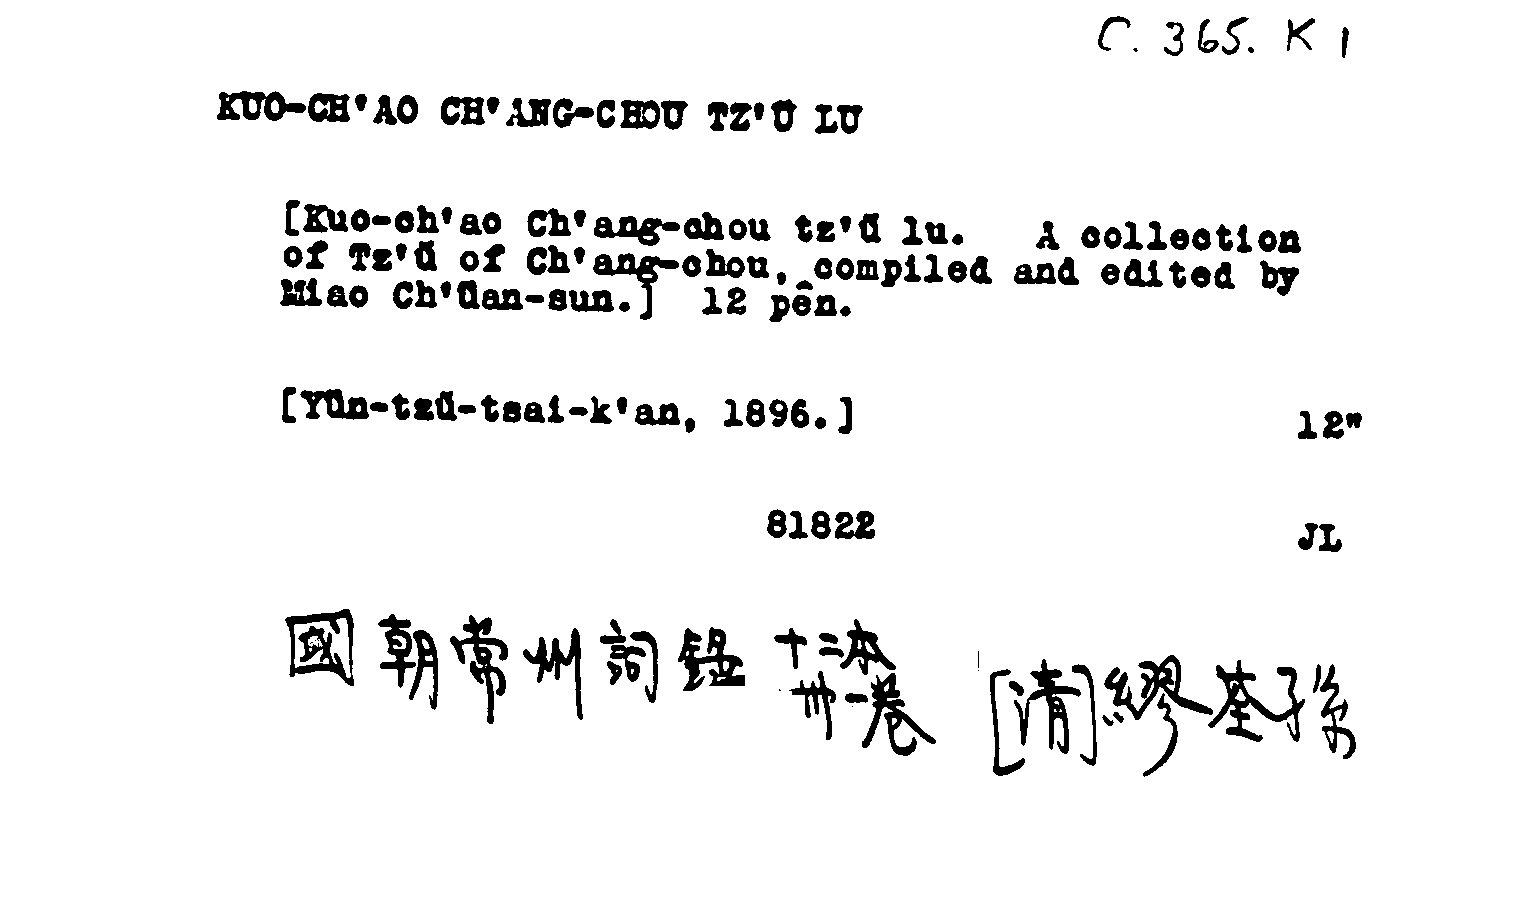 C. 365. K 1
KUO-CH'AO CH'ANG-CHOU TZ'Ŭ LU
[Kuo-ch'ao Ch'ang-chou tz'ŭ lu. A collection
of Tz'ŭ of Ch'ang-chou, compiled and edited by
Miao Ch'üan-sun.] 12 pên.
[Yün-tzŭ-tsai-k'an, 1896.] 12"
81822 JL
國朝常州詞錄 十二本
卅一卷 [清]繆荃孫